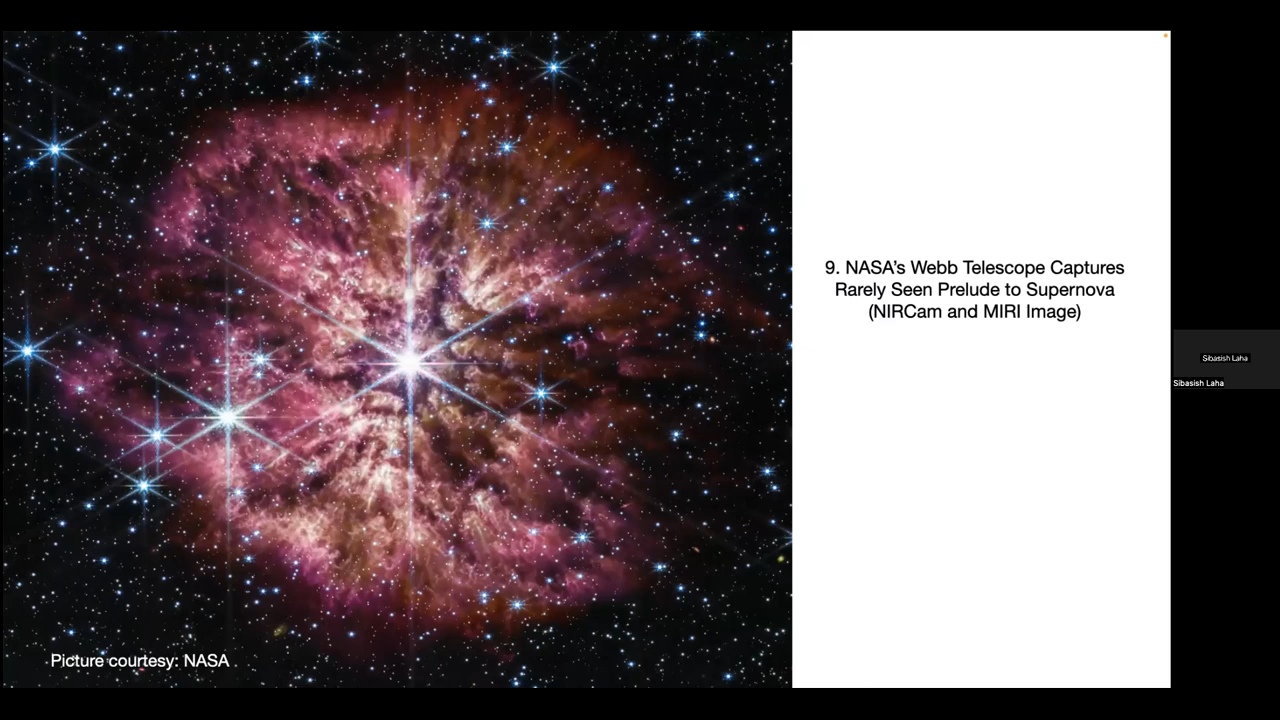 9. NASA’s Webb Telescope Captures
Rarely Seen Prelude to Supernova
(NIRCam and MIRI Image)
Sibasish Laha
Sibasish Laha
Picture courtesy: NASA